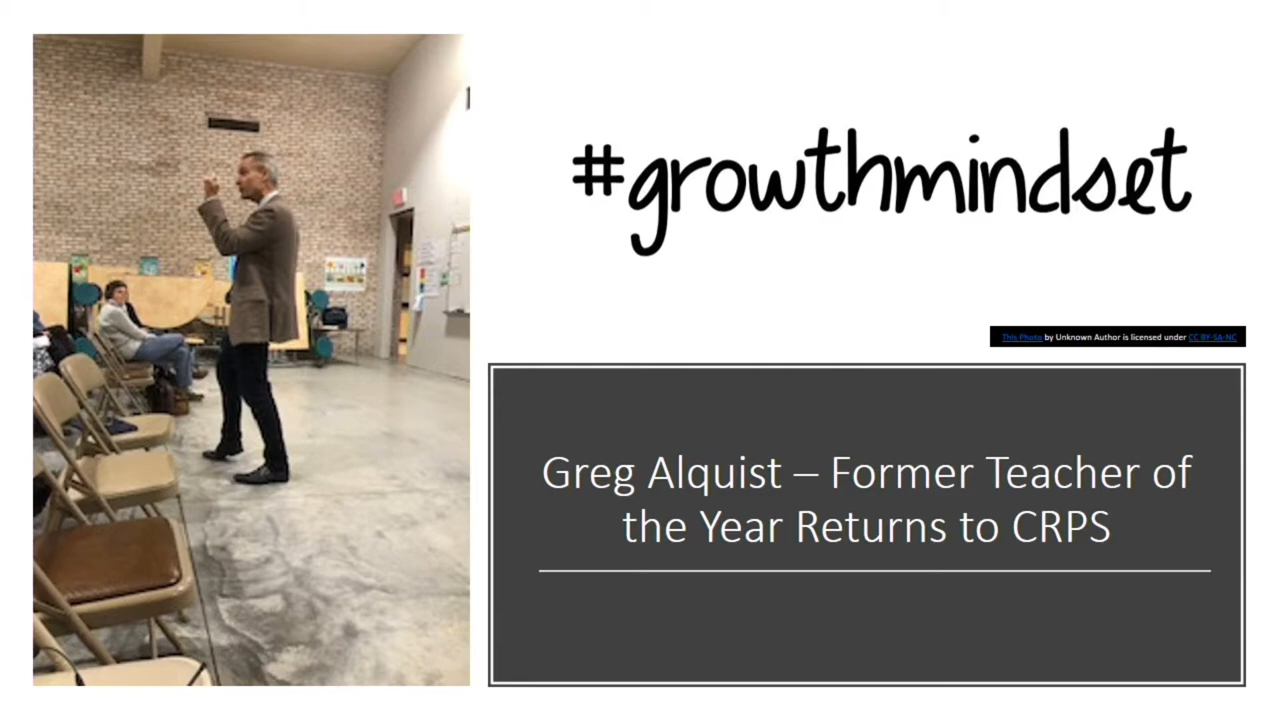 #growthmindset
This Photo by Unknown Author is licensed under CC BY-SA-NC
Greg Alquist – Former Teacher of
the Year Returns to CRPS